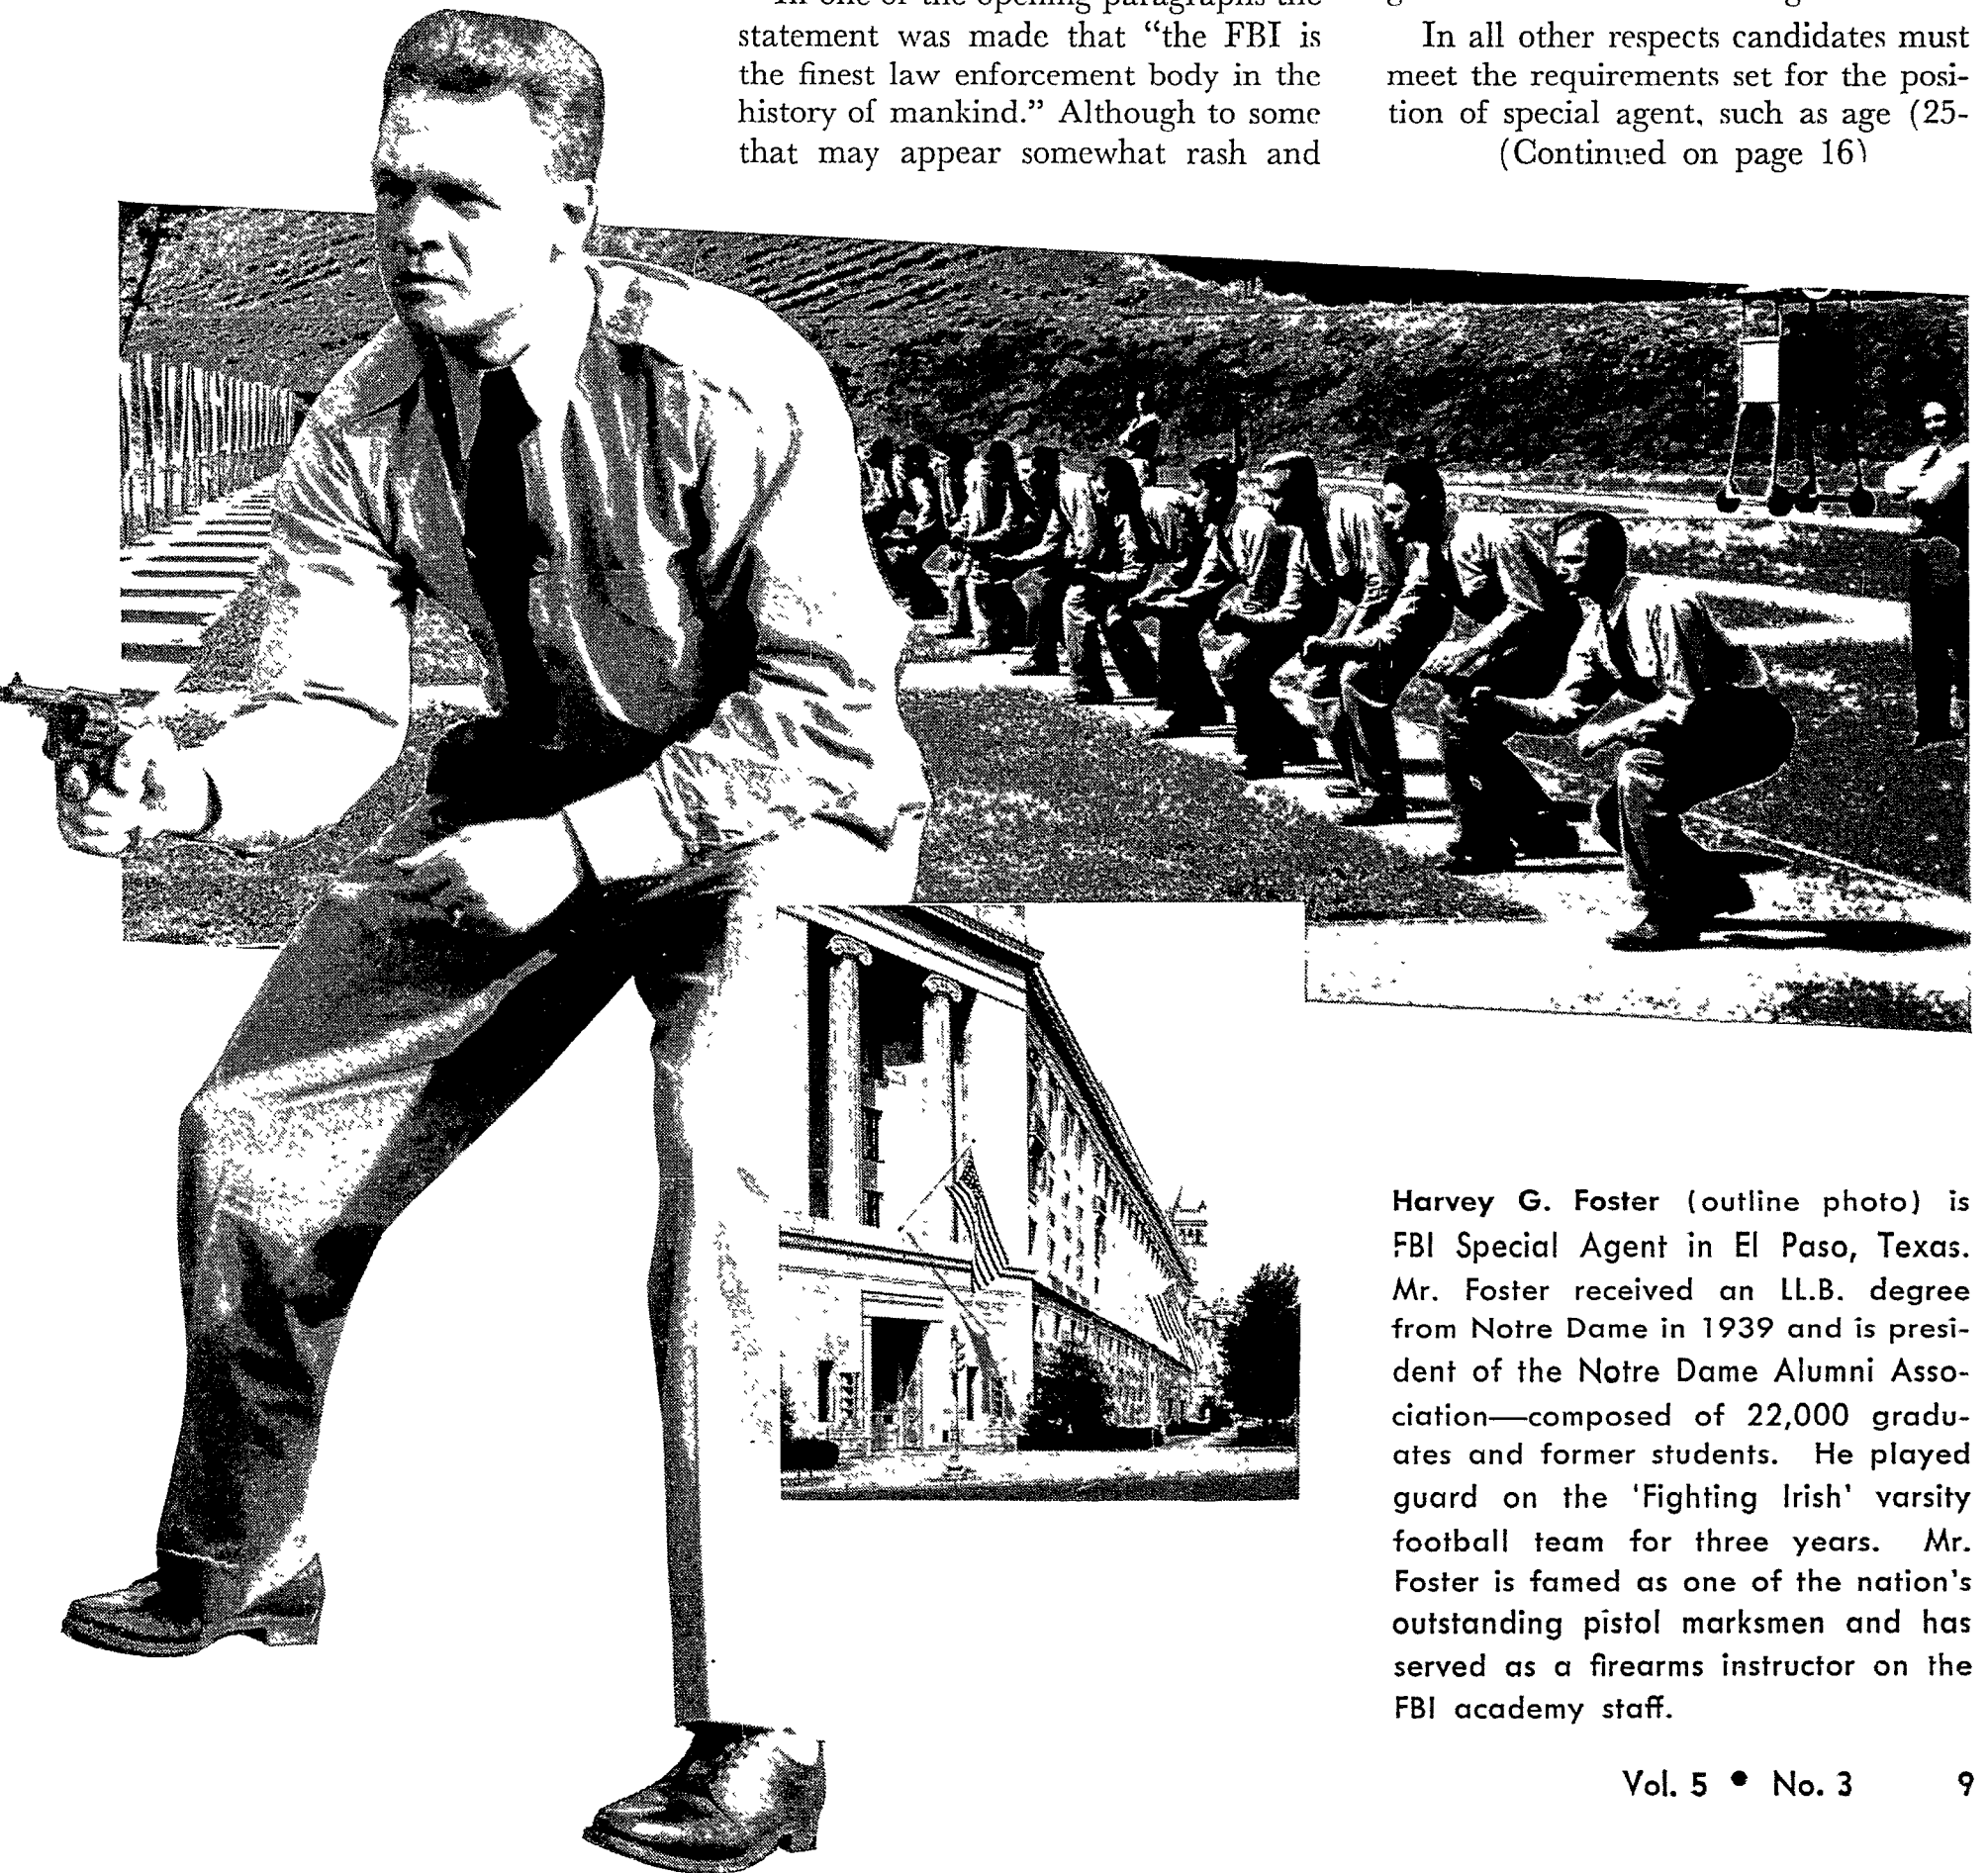 In one of the opening paragraphs the
statement was made that “the FBI is
the finest law enforcement body in the
history of mankind.” Although to some
that may appear somewhat rash and
In all other respects candidates must
meet the requirements set for the posi-
tion of special agent, such as age (25-
(Continued on page 16)
Harvey G. Foster (outline photo) is
FBI Special Agent in El Paso, Texas.
Mr. Foster received an LL.B. degree
from Notre Dame in 1939 and is presi-
dent of the Notre Dame Alumni Asso-
ciation—composed of 22,000 gradu-
ates and former students. He played
guard on the 'Fighting Irish' varsity
football team for three years. Mr.
Foster is famed as one of the nation's
outstanding pistol marksmen and has
served as a firearms instructor on the
FBI academy staff.
Vol. 5 • No. 3 9